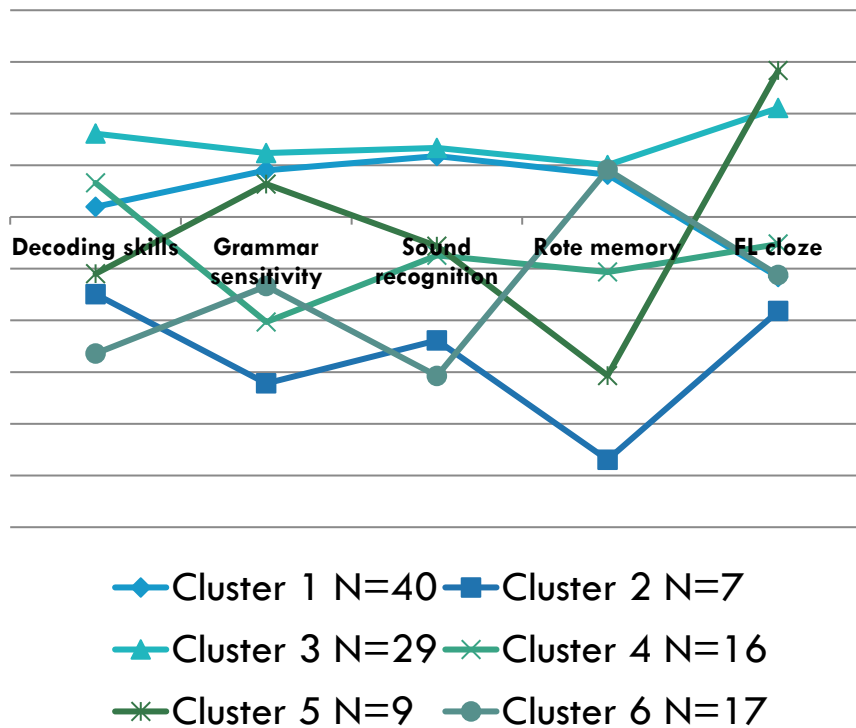 Decoding skills Grammar Sound Rote memory FL cloze
sensitivity recognition
Cluster 1 N=40 Cluster 2 N=7
Cluster 3 N=29 Cluster 4 N=16
Cluster 5 N=9 Cluster 6 N=17